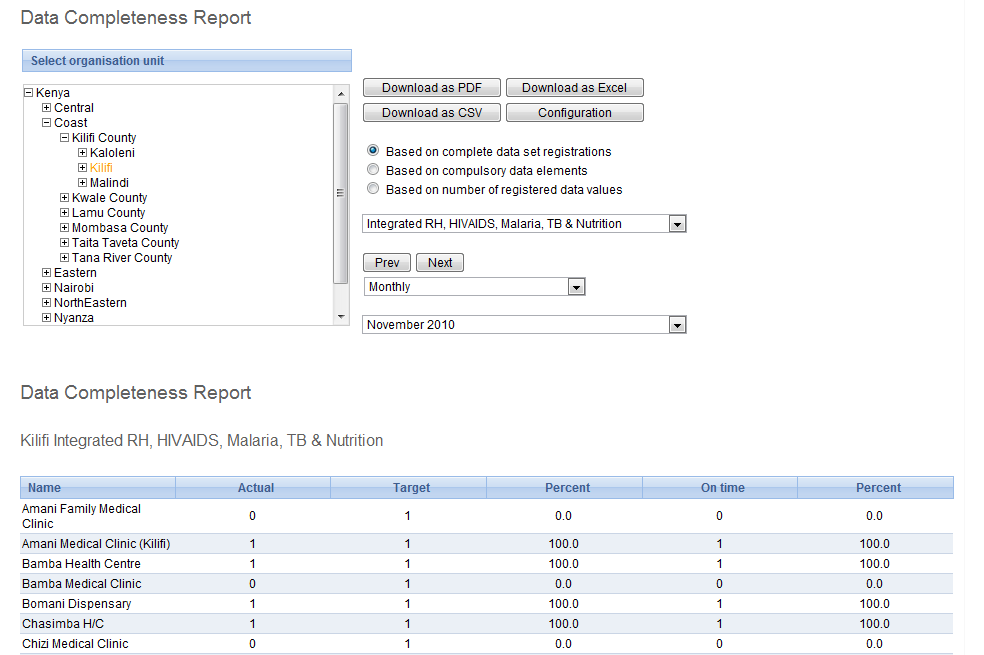 Data Completeness Report
Select organisation unit
Kenya
Central
Coast
Kilifi County
Kaloleni
Kilifi
Malindi
Kwale County
Lamu County
Mombasa County
Taita Taveta County
Tana River County
Eastern
Nairobi
NorthEastern
Nyanza
Download as PDF Download as Excel
Download as CSV Configuration
Based on complete data set registrations
Based on compulsory data elements
Based on number of registered data values
Integrated RH, HIVAIDS, Malaria, TB & Nutrition
Prev Next
Monthly
November 2010
Data Completeness Report
Kilifi Integrated RH, HIVAIDS, Malaria, TB & Nutrition
Name Actual Target Percent On time Percent
Amani Family Medical
Clinic 0 1 0.0 0 0.0
Amani Medical Clinic (Kilifi) 1 1 100.0 1 100.0
Bamba Health Centre 1 1 100.0 1 100.0
Bamba Medical Clinic 0 1 0.0 0 0.0
Bomani Dispensary 1 1 100.0 1 100.0
Chasimba H/C 1 1 100.0 1 100.0
Chizi Medical Clinic 0 1 0.0 0 0.0